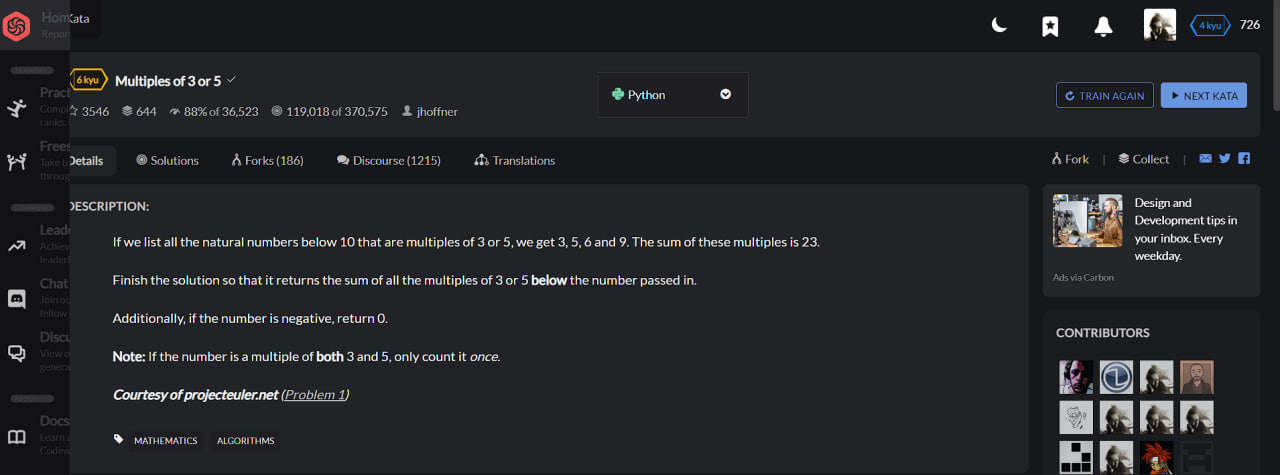 Hom Kata
Repor
4 kyu 726
6 kyu Multiples of 3 or 5
3546 644 88% of 36,523 119,018 of 370,575 jhoffner
Python
TRAIN AGAIN NEXT KATA
TRAINING
Pract
Comple
ranks.
Frees
Take tu
through
Details Solutions Forks (186) Discourse (1215) Translations
Fork | Collect |
COMMUNITY
Leade
Achiev
leaderb
Chat
Join ou
fellow
Discu
View o
genera
ABOUT
Docs
Learn a
Codew
DESCRIPTION:
If we list all the natural numbers below 10 that are multiples of 3 or 5, we get 3, 5, 6 and 9. The sum of these multiples is 23.
Finish the solution so that it returns the sum of all the multiples of 3 or 5 below the number passed in.
Additionally, if the number is negative, return 0.
Note: If the number is a multiple of both 3 and 5, only count it once.
Courtesy of projecteuler.net (Problem 1)
MATHEMATICS ALGORITHMS
Design and
Development tips in
your inbox. Every
weekday.
Ads via Carbon
CONTRIBUTORS